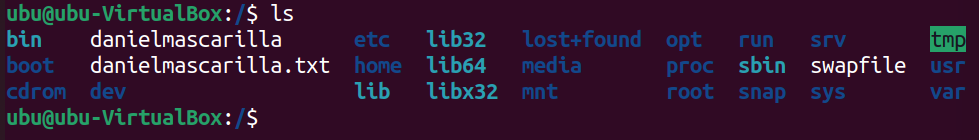 ubu@ubu-VirtualBox:/$ ls
bin danielmascarilla etc lib32 lost+found opt run srv tmp
boot danielmascarilla.txt home lib64 media proc sbin swapfile usr
cdrom dev lib libx32 mnt root snap sys var
ubu@ubu-VirtualBox:/$